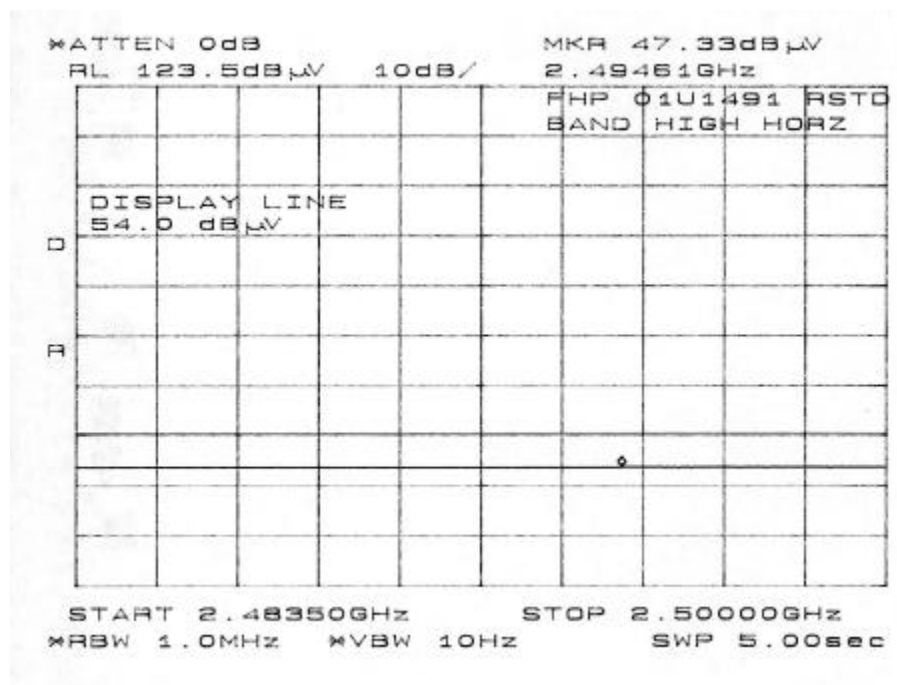 *ATTEN 0dB MKR 47.33dBµV
RL 123.5dBµV 10dB/ 2.49461GHz
FHP 01U1491 RSTD
BAND HIGH HORZ
DISPLAY LINE
54.0 dBµV
D
R
START 2.48350GHz STOP 2.50000GHz
*RBW 1.0MHz *VBW 10Hz SWP 5.00sec